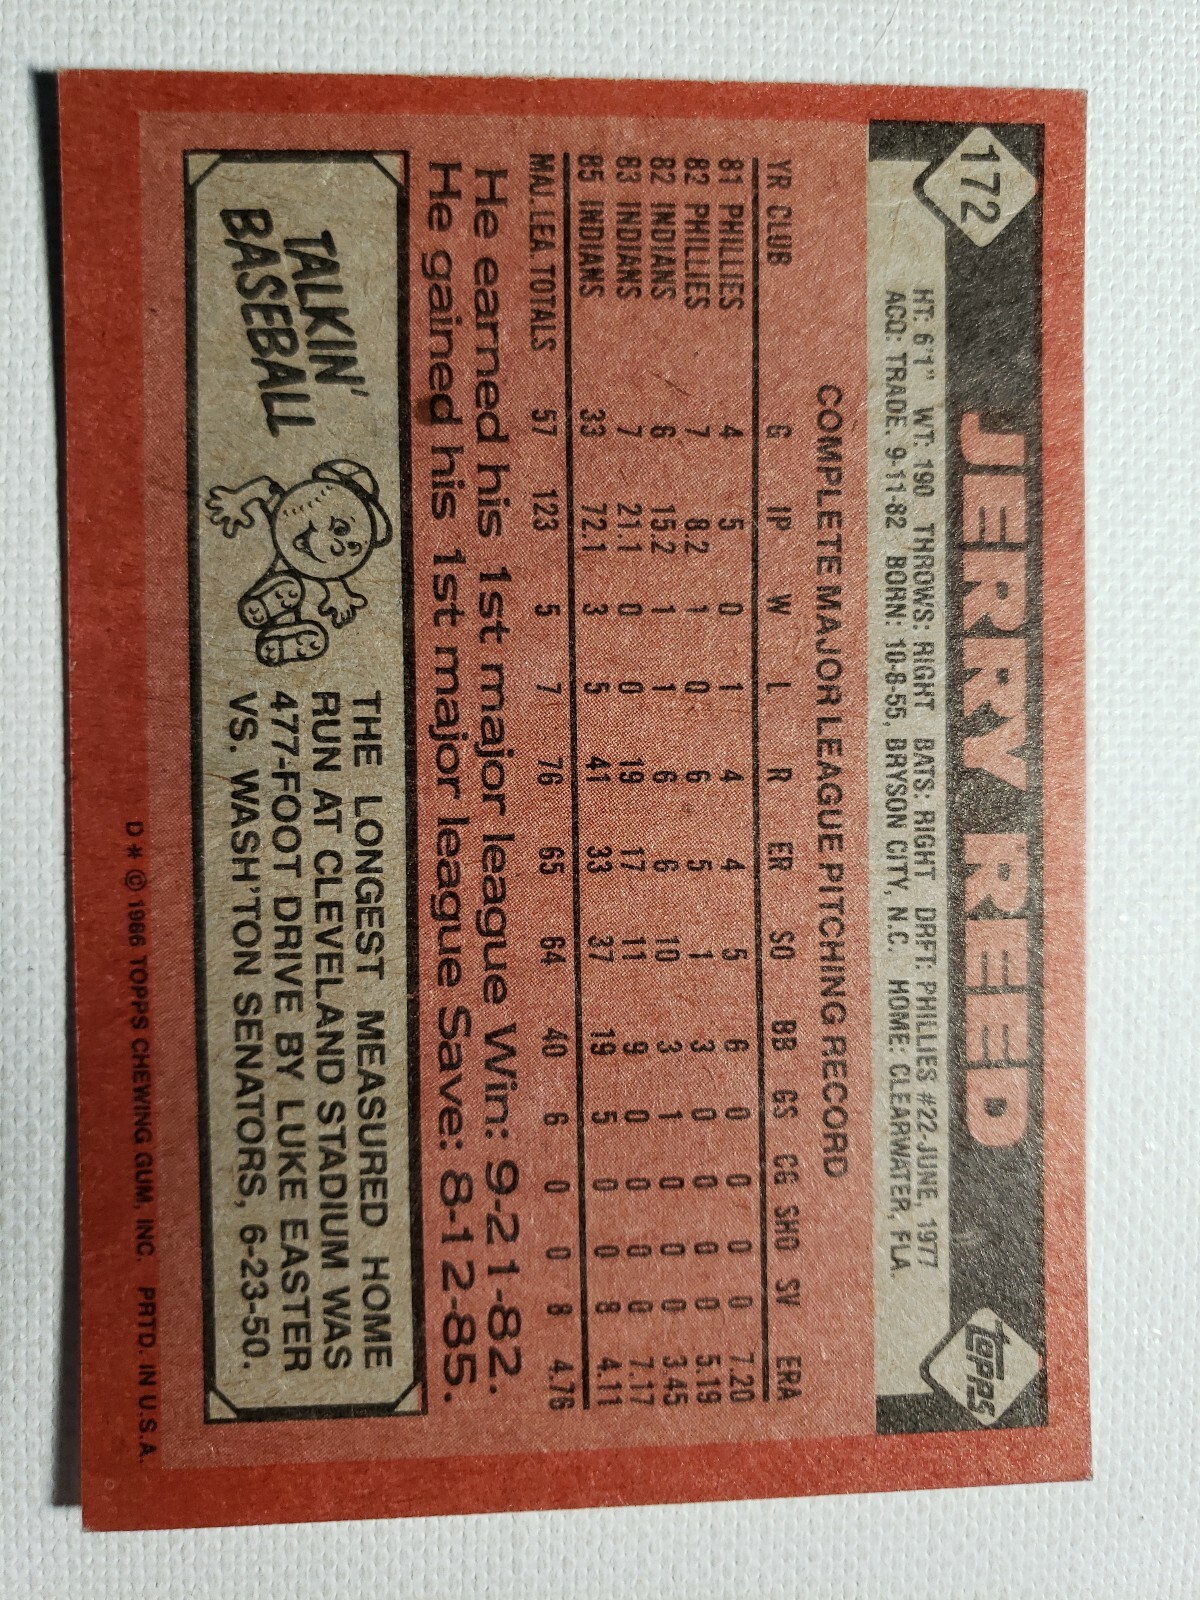 172
JERRY REED
TOPPS
HT: 6'1" WT: 190 THROWS: RIGHT BATS: RIGHT DRFT: PHILLIES #22-JUNE, 1977
ACQ: TRADE, 9-11-82 BORN: 10-8-55, BRYSON CITY, N.C. HOME: CLEARWATER, FLA.
COMPLETE MAJOR LEAGUE PITCHING RECORD
YR CLUB G IP W L R ER SO BB GS CG SHO SV ERA
81 PHILLIES 4 5 0 1 4 4 5 6 0 0 0 0 7.20
82 PHILLIES 7 8.2 1 0 6 5 1 3 0 0 0 0 5.19
82 INDIANS 6 15.2 1 1 6 6 10 3 1 0 0 0 3.45
83 INDIANS 7 21.1 0 0 19 17 11 9 0 0 0 0 7.17
85 INDIANS 33 72.1 3 5 41 33 37 19 5 0 0 8 4.11
MAJ. LEA. TOTALS 57 123 5 7 76 65 64 40 6 0 0 8 4.76
He earned his 1st major league Win: 9-21-82.
He gained his 1st major league Save: 8-12-85.
TALKIN'
BASEBALL
THE LONGEST MEASURED HOME
RUN AT CLEVELAND STADIUM WAS
477-FOOT DRIVE BY LUKE EASTER
VS. WASH'TON SENATORS, 6-23-50.
D* © 1986 TOPPS CHEWING GUM, INC. PRTD. IN U.S.A.